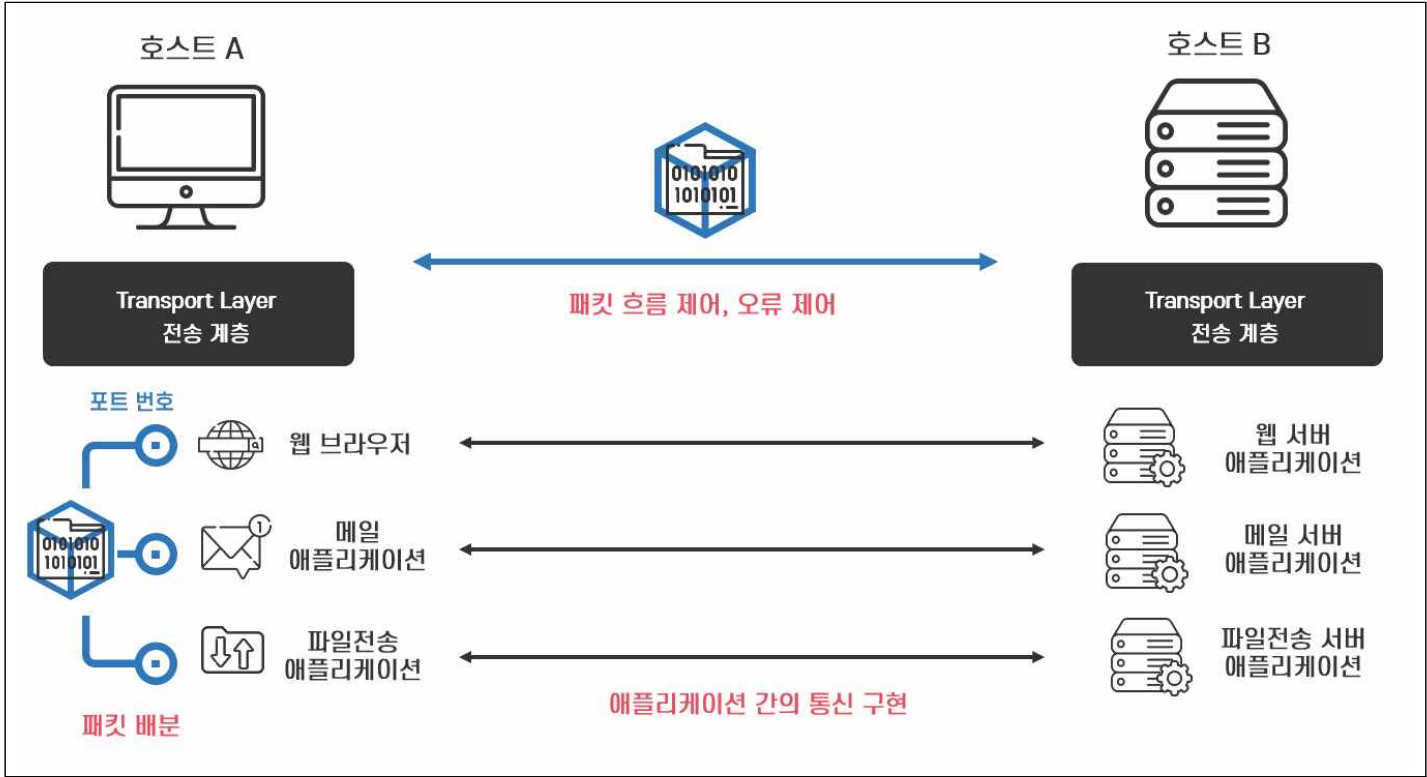 호스트 A
호스트 B
0101010
1010101
Transport Layer
전송 계층
패킷 흐름 제어, 오류 제어
Transport Layer
전송 계층
포트 번호
웹 브라우저
웹 서버
애플리케이션
0101010
1010101
1
메일
애플리케이션
메일 서버
애플리케이션
파일전송
애플리케이션
파일전송 서버
애플리케이션
패킷 배분
애플리케이션 간의 통신 구현